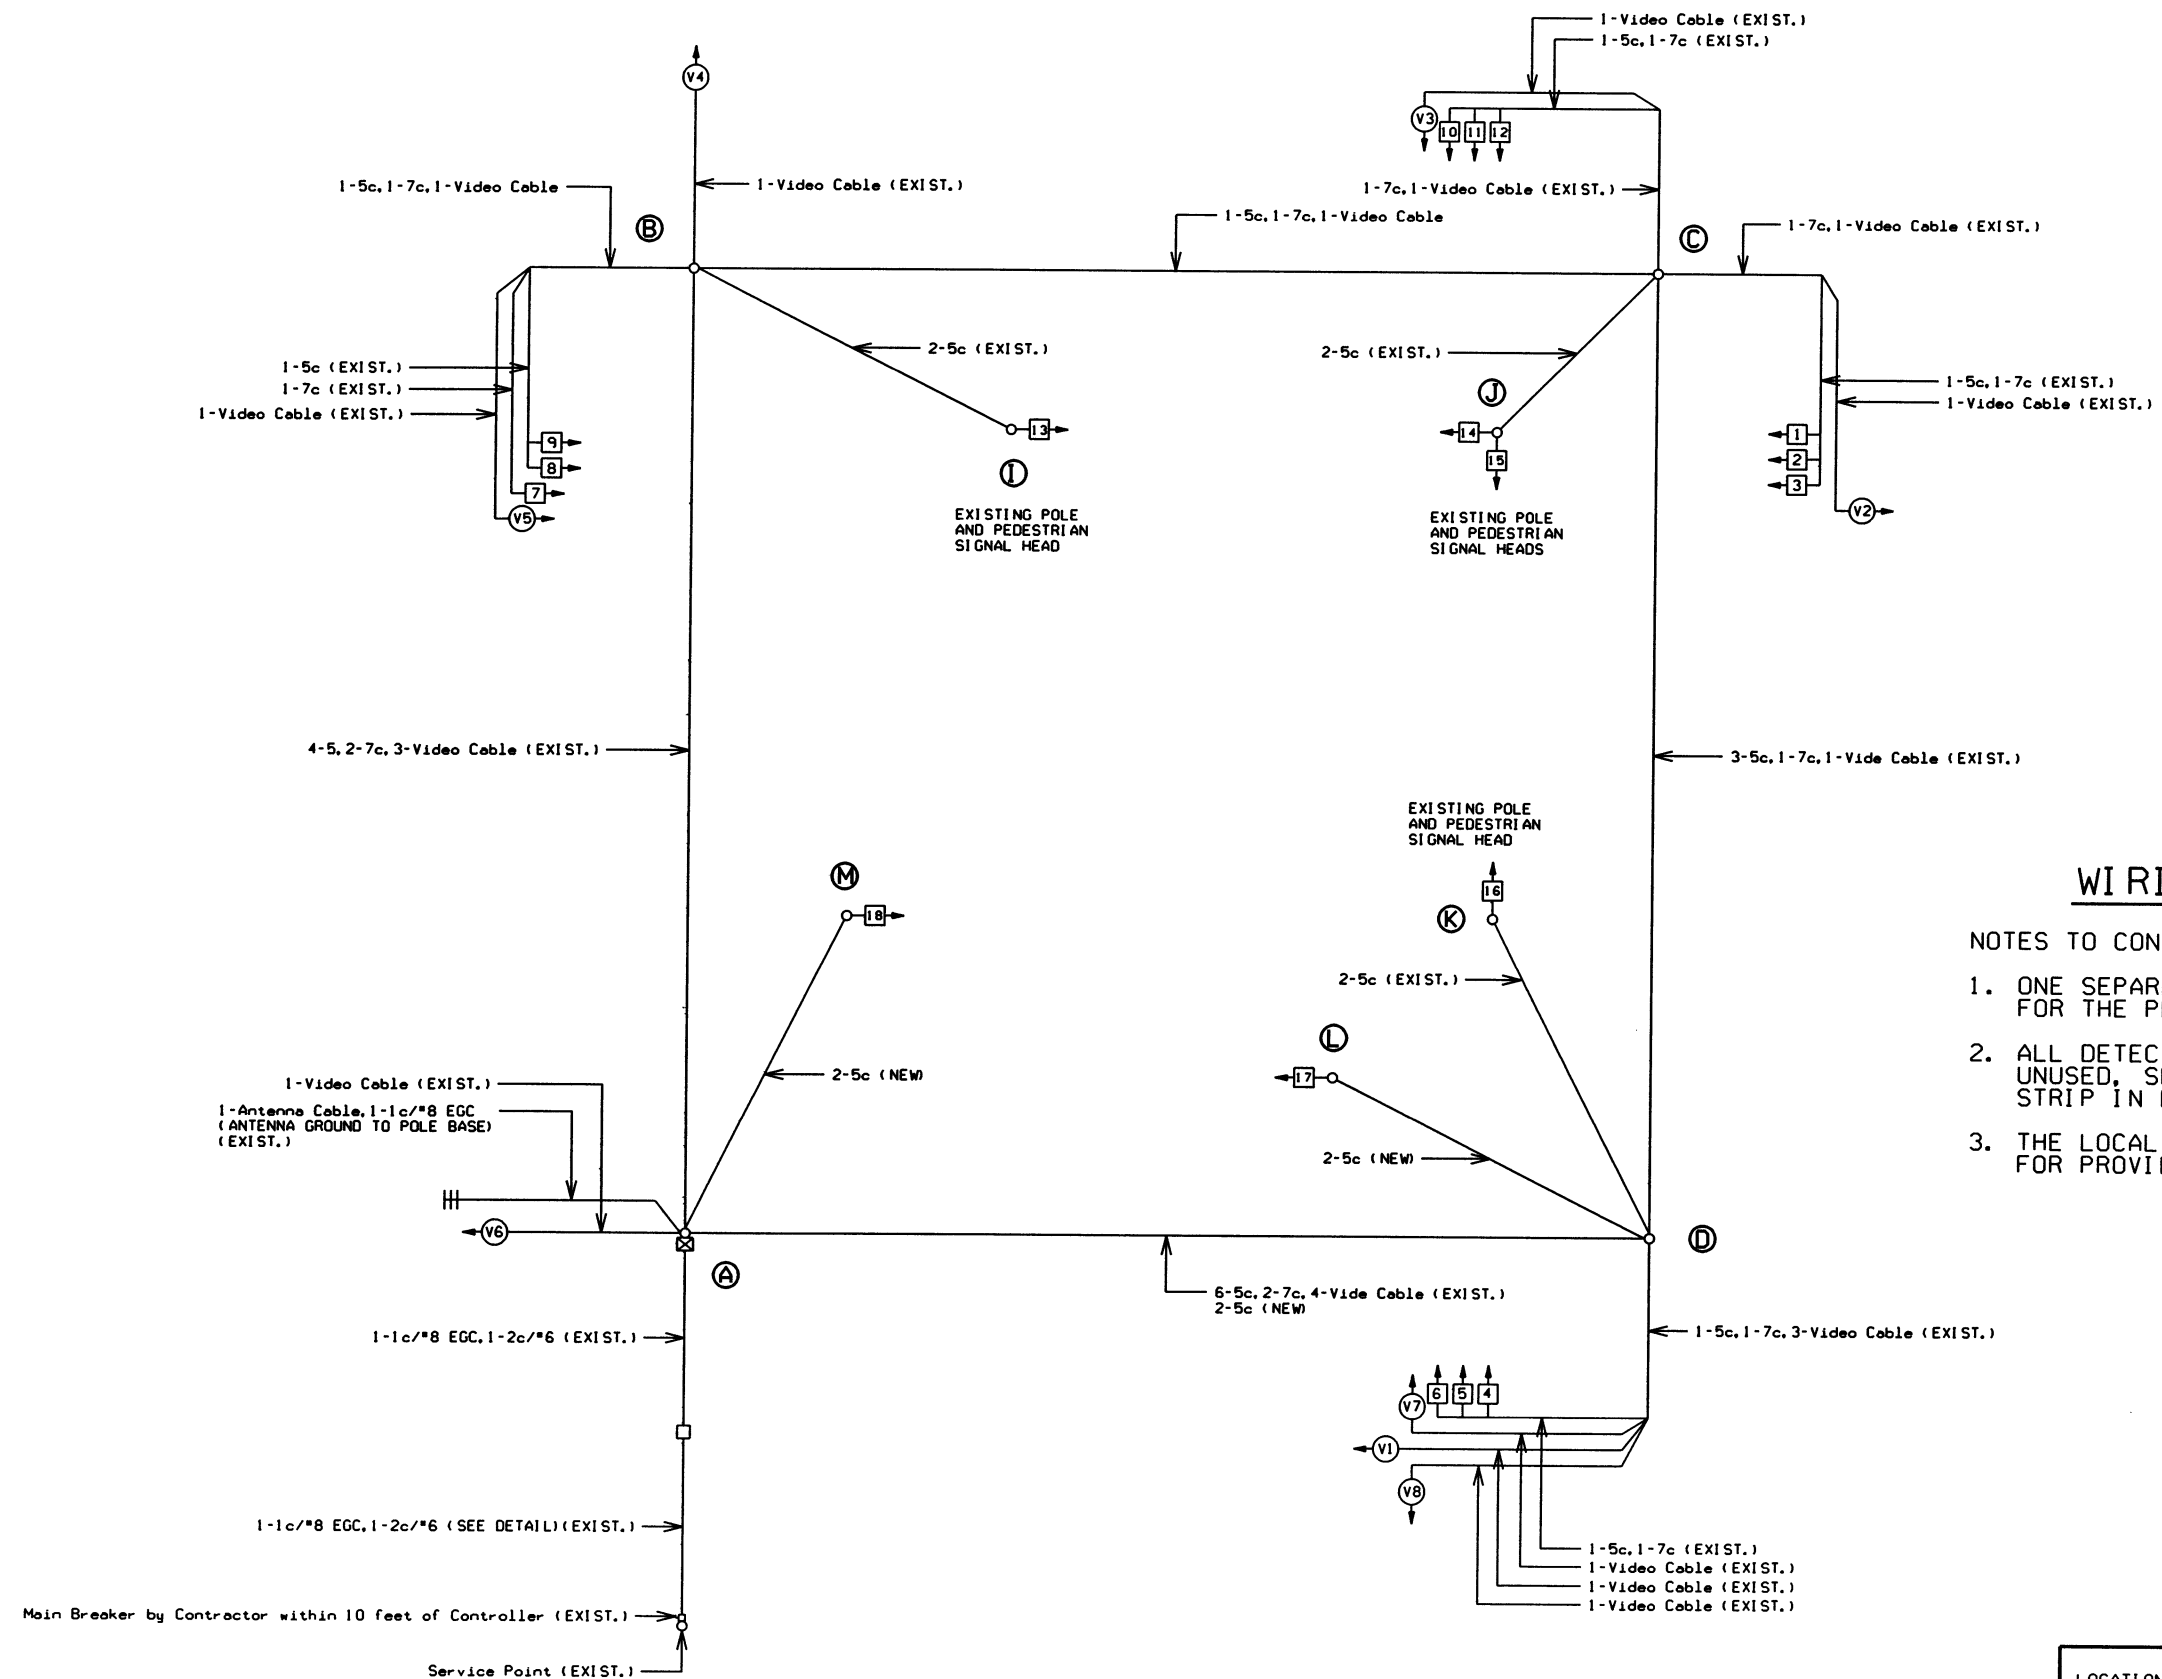 1-Video Cable (EXIST.)
1-5c,1-7c (EXIST.)
V4
V3
10
11
12
1-5c,1-7c,1-Video Cable
1-Video Cable (EXIST.)
1-7c,1-Video Cable (EXIST.)
B
1-5c,1-7c,1-Video Cable
C
1-7c,1-Video Cable (EXIST.)
2-5c (EXIST.)
2-5c (EXIST.)
1-5c (EXIST.)
1-7c (EXIST.)
1-Video Cable (EXIST.)
J
1-5c,1-7c (EXIST.)
1-Video Cable (EXIST.)
9
8
7
V5
13
I
14
15
1
2
3
V2
EXISTING POLE
AND PEDESTRIAN
SIGNAL HEAD
EXISTING POLE
AND PEDESTRIAN
SIGNAL HEADS
4-5,2-7c,3-Video Cable (EXIST.)
3-5c,1-7c,1-Vide Cable (EXIST.)
EXISTING POLE
AND PEDESTRIAN
SIGNAL HEAD
M
18
16
K
2-5c (EXIST.)
WIRI
NOTES TO CON
1. ONE SEPAR
FOR THE P
2. ALL DETEC
UNUSED, S
STRIP IN
3. THE LOCAL
FOR PROVI
L
17
2-5c (NEW)
2-5c (NEW)
1-Video Cable (EXIST.)
1-Antenna Cable,1-1c/#8 EGC
(ANTENNA GROUND TO POLE BASE)
(EXIST.)
V6
A
D
6-5c,2-7c,4-Vide Cable (EXIST.)
2-5c (NEW)
1-1c/#8 EGC,1-2c/#6 (EXIST.)
1-5c,1-7c,3-Video Cable (EXIST.)
6
5
4
V7
V1
V8
1-1c/#8 EGC,1-2c/#6 (SEE DETAIL)(EXIST.)
1-5c,1-7c (EXIST.)
1-Video Cable (EXIST.)
1-Video Cable (EXIST.)
1-Video Cable (EXIST.)
Main Breaker by Contractor within 10 feet of Controller (EXIST.)
Service Point (EXIST.)
LOCATION